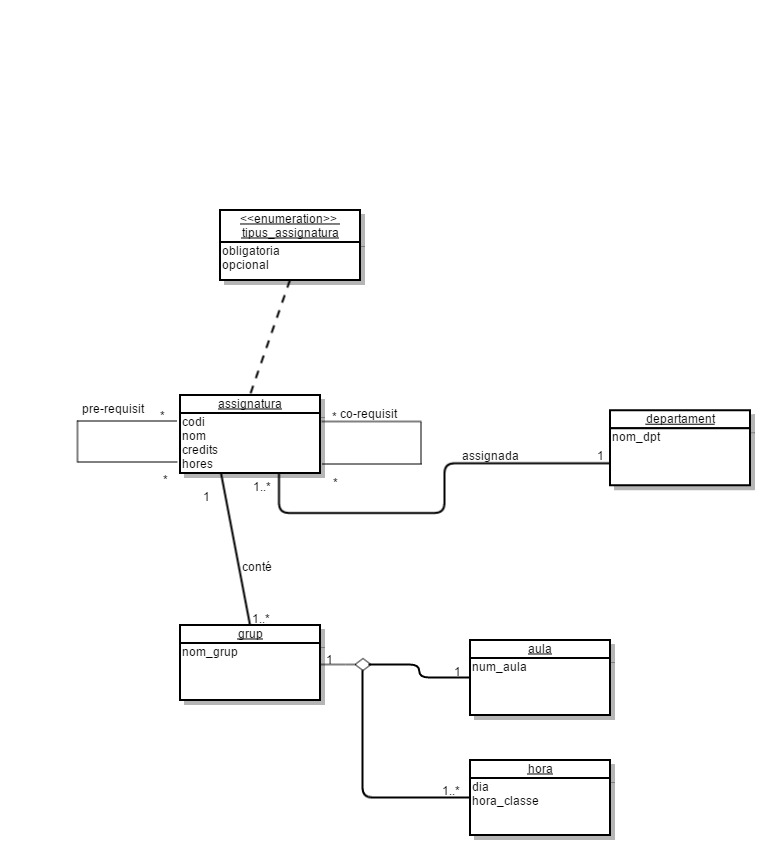 <<enumeration>>
tipus_assignatura
obligatoria
opcional
pre-requisit
*
*
assignatura
codi
nom
credits
hores
* co-requisit
*
1..*
assignada
1
departament
nom_dpt
1
conté
1..*
grup
nom_grup
1
1
aula
num_aula
1..*
hora
dia
hora_classe